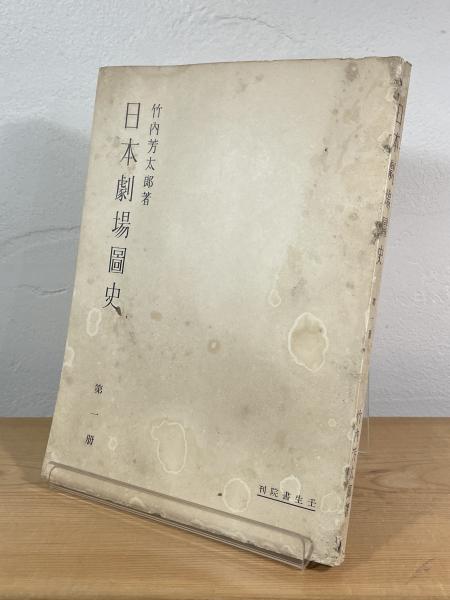 竹內芳太郎著
日本劇場圖史
第一册
壬生書院刊
日本劇場圖史